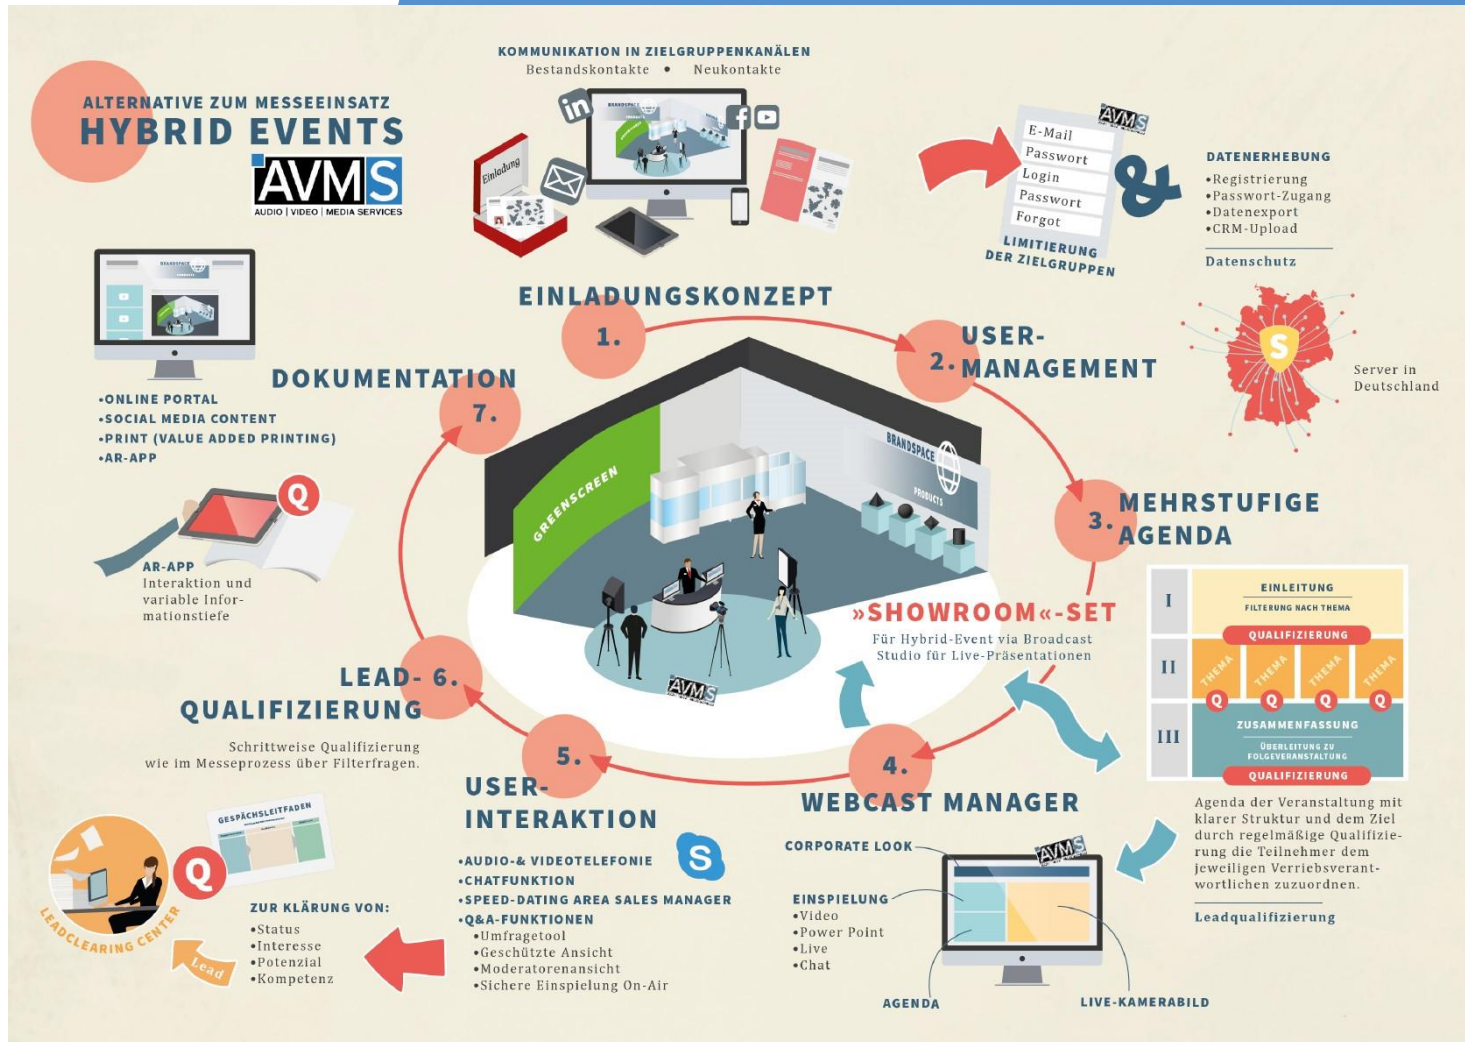 ALTERNATIVE ZUM MESSEEINSATZ
HYBRID EVENTS
AVMS
AUDIO | VIDEO | MEDIA SERVICES
KOMMUNIKATION IN ZIELGRUPPENKANÄLEN
Bestandskontakte • Neukontakte
Einladung
in
BRANDSPACE
PRODUCTS
AVMS
E-Mail
Passwort
Login
Passwort
Forgot
LIMITIERUNG
DER ZIELGRUPPEN
&
DATENERHEBUNG
•Registrierung
•Passwort-Zugang
•Datenexport
•CRM-Upload
Datenschutz
S
Server in
Deutschland
EINLADUNGSKONZEPT
1.
USER-
2. MANAGEMENT
MEHRSTUFIGE
3. AGENDA
I
EINLEITUNG
FILTERUNG NACH THEMA
QUALIFIZIERUNG
II
THEMA THEMA THEMA THEMA
Q Q Q Q
III
ZUSAMMENFASSUNG
ÜBERLEITUNG ZU
FOLGEVERANSTALTUNG
QUALIFIZIERUNG
Agenda der Veranstaltung mit
klarer Struktur und dem Ziel
durch regelmäßige Qualifizie-
rung die Teilnehmer dem
jeweiligen Verriebsverant-
wortlichen zuzuordnen.
Leadqualifizierung
GREENSCREEN
BRANDSPACE
PRODUCTS
»SHOWROOM«-SET
Für Hybrid-Event via Broadcast
Studio für Live-Präsentationen
AVMS
4.
WEBCAST MANAGER
CORPORATE LOOK
AVMS
EINSPIELUNG
•Video
•Power Point
•Live
•Chat
AGENDA
LIVE-KAMERABILD
5.
USER-
INTERAKTION
S
•AUDIO-& VIDEOTELEFONIE
•CHATFUNKTION
•SPEED-DATING AREA SALES MANAGER
•Q&A-FUNKTIONEN
•Umfragetool
•Geschützte Ansicht
•Moderatorenansicht
•Sichere Einspielung On-Air
LEAD- 6.
QUALIFIZIERUNG
Schrittweise Qualifizierung
wie im Messeprozess über Filterfragen.
GESPÄCHSLEITFADEN
Q
LEADCLEARING CENTER
Lead
ZUR KLÄRUNG VON:
•Status
•Interesse
•Potenzial
•Kompetenz
DOKUMENTATION
7.
BRANDSPACE
•ONLINE PORTAL
•SOCIAL MEDIA CONTENT
•PRINT (VALUE ADDED PRINTING)
•AR-APP
Q
AR-APP
Interaktion und
variable Infor-
mationstiefe